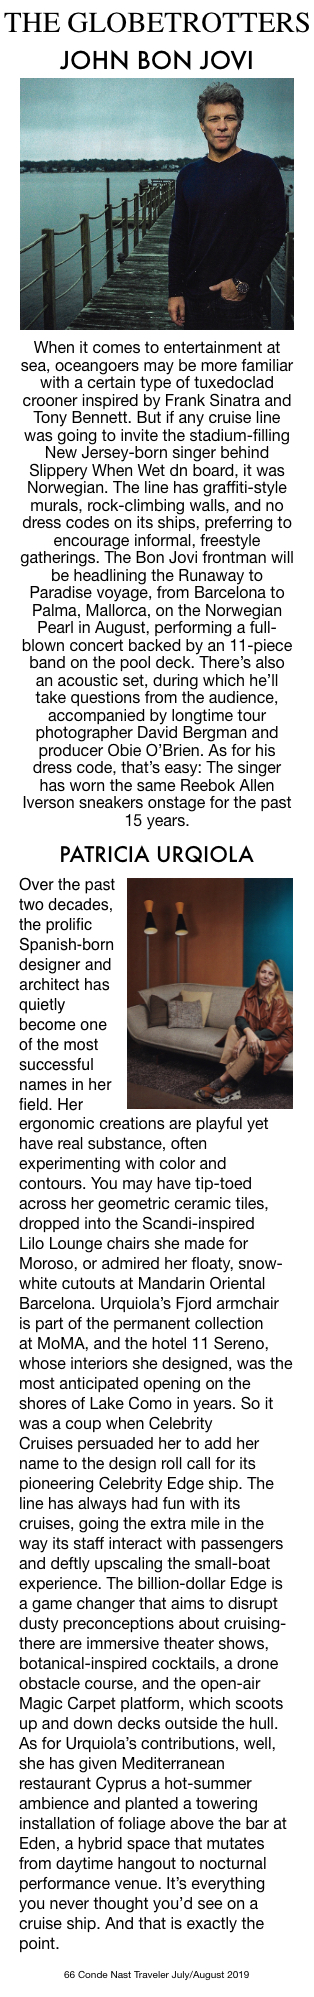 THE GLOBETROTTERS
JOHN BON JOVI
When it comes to entertainment at
sea, oceangoers may be more familiar
with a certain type of tuxedoclad
crooner inspired by Frank Sinatra and
Tony Bennett. But if any cruise line
was going to invite the stadium-filling
New Jersey-born singer behind
Slippery When Wet dn board, it was
Norwegian. The line has graffiti-style
murals, rock-climbing walls, and no
dress codes on its ships, preferring to
encourage informal, freestyle
gatherings. The Bon Jovi frontman will
be headlining the Runaway to
Paradise voyage, from Barcelona to
Palma, Mallorca, on the Norwegian
Pearl in August, performing a full-
blown concert backed by an 11-piece
band on the pool deck. There's also
an acoustic set, during which he'll
take questions from the audience,
accompanied by longtime tour
photographer David Bergman and
producer Obie O'Brien. As for his
dress code, that's easy: The singer
has worn the same Reebok Allen
Iverson sneakers onstage for the past
15 years.
PATRICIA URQIOLA
Over the past
two decades,
the prolific
Spanish-born
designer and
architect has
quietly
become one
of the most
successful
names in her
field. Her
ergonomic creations are playful yet
have real substance, often
experimenting with color and
contours. You may have tip-toed
across her geometric ceramic tiles,
dropped into the Scandi-inspired
Lilo Lounge chairs she made for
Moroso, or admired her floaty, snow-
white cutouts at Mandarin Oriental
Barcelona. Urquiola's Fjord armchair
is part of the permanent collection
at MoMA, and the hotel 11 Sereno,
whose interiors she designed, was the
most anticipated opening on the
shores of Lake Como in years. So it
was a coup when Celebrity
Cruises persuaded her to add her
name to the design roll call for its
pioneering Celebrity Edge ship. The
line has always had fun with its
cruises, going the extra mile in the
way its staff interact with passengers
and deftly upscaling the small-boat
experience. The billion-dollar Edge is
a game changer that aims to disrupt
dusty preconceptions about cruising-
there are immersive theater shows,
botanical-inspired cocktails, a drone
obstacle course, and the open-air
Magic Carpet platform, which scoots
up and down decks outside the hull.
As for Urquiola's contributions, well,
she has given Mediterranean
restaurant Cyprus a hot-summer
ambience and planted a towering
installation of foliage above the bar at
Eden, a hybrid space that mutates
from daytime hangout to nocturnal
performance venue. It's everything
you never thought you'd see on a
cruise ship. And that is exactly the
point.
66 Conde Nast Traveler July/August 2019